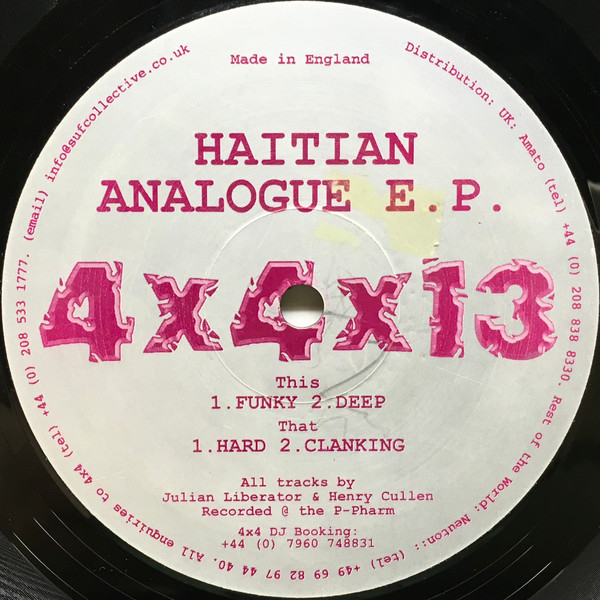 Made in England
HAITIAN
ANALOGUE E.P.
4x4x13
This
1.FUNKY 2.DEEP
That
1.HARD 2.CLANKING
All tracks by
Julian Liberator & Henry Cullen
Recorded @ the P-Pharm
4x4 DJ Booking:
+44 (0) 7960 748831
Distribution: UK: Amato (tel) +44 (0) 208 838 8330. Rest of the world: Neuton:: (tel) +49 69 82 97 44 40. All enquiries to 4x4 (tel) +44 (0) 208 533 1777. (email) info@sufcollective.co.uk